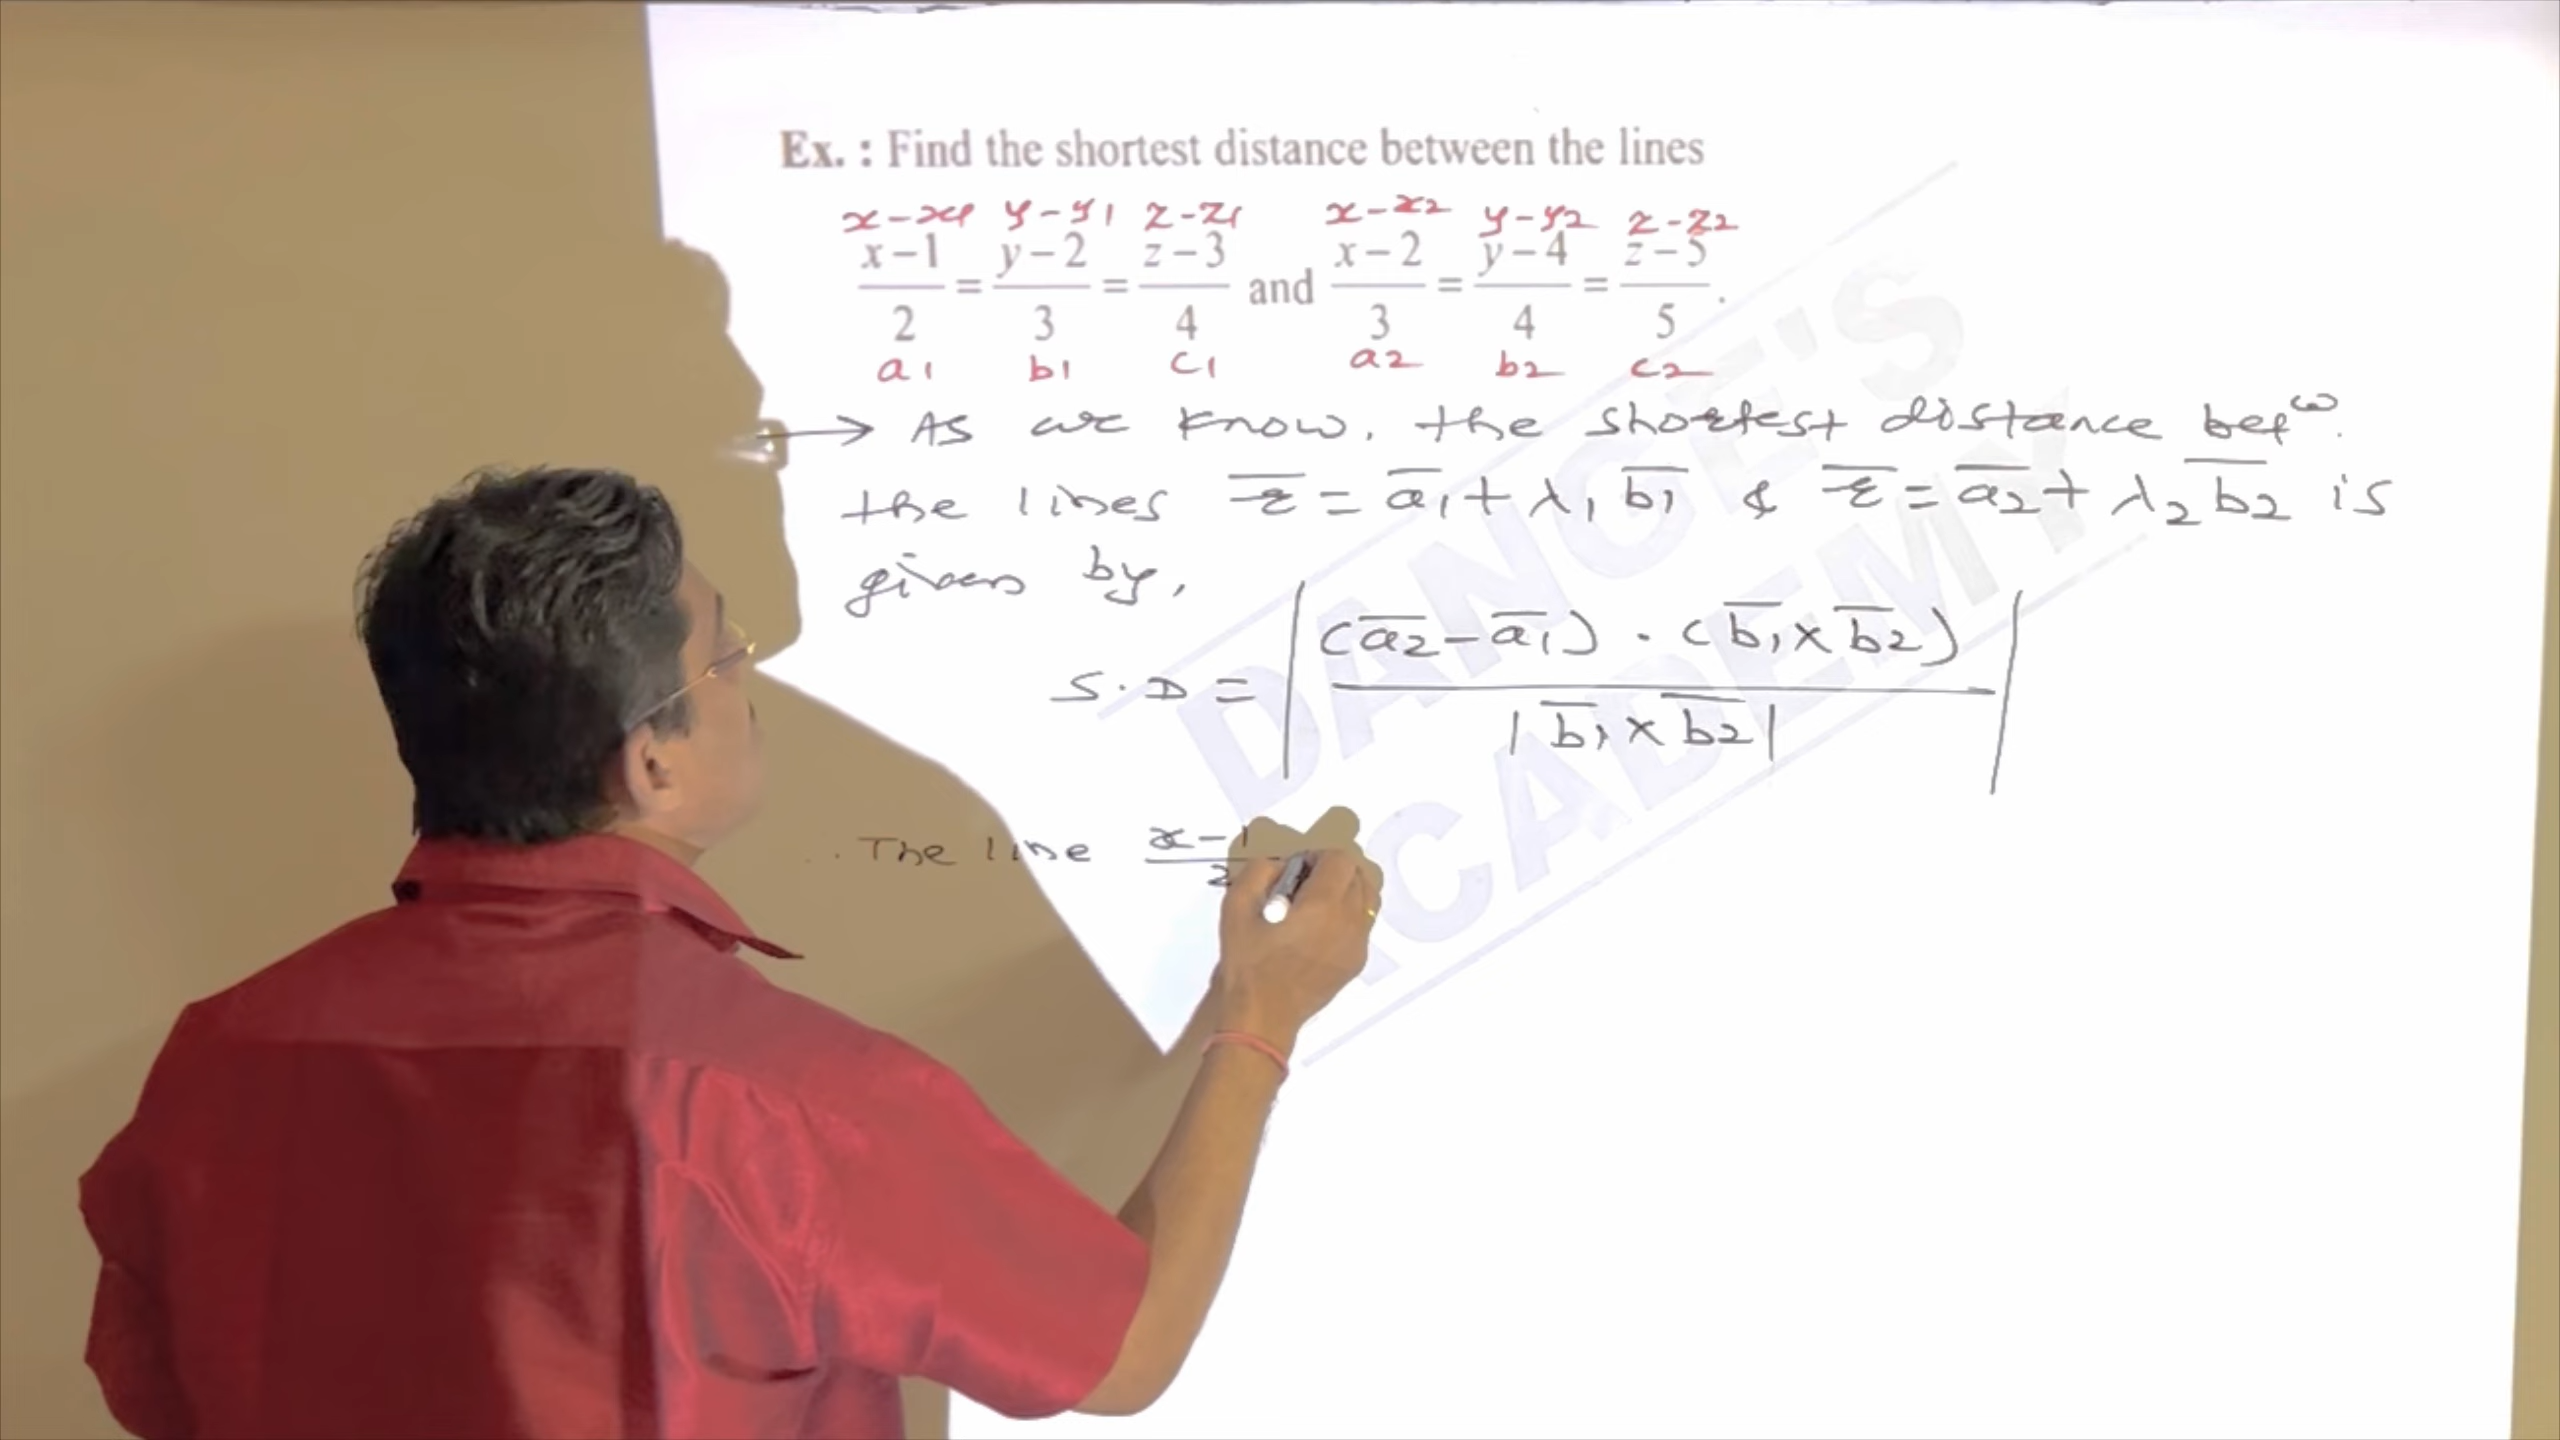 Ex. : Find the shortest distance between the lines
x-x1 y-y1 z-z1 x-x2 y-y2 z-z2
x-1/2 = y-2/3 = z-3/4 and x-2/3 = y-4/4 = z-5/5.
a1 b1 c1 a2 b2 c2
→ As we know, the shortest distance betw.
the lines r̄ = ā1 + λ1 b̄1 & r̄ = ā2 + λ2 b̄2 is
given by,
S.D = | (ā2 - ā1) . (b̄1 × b̄2) / |b̄1 × b̄2| |
The line x-1/2
DANGE'S
ACADEMY